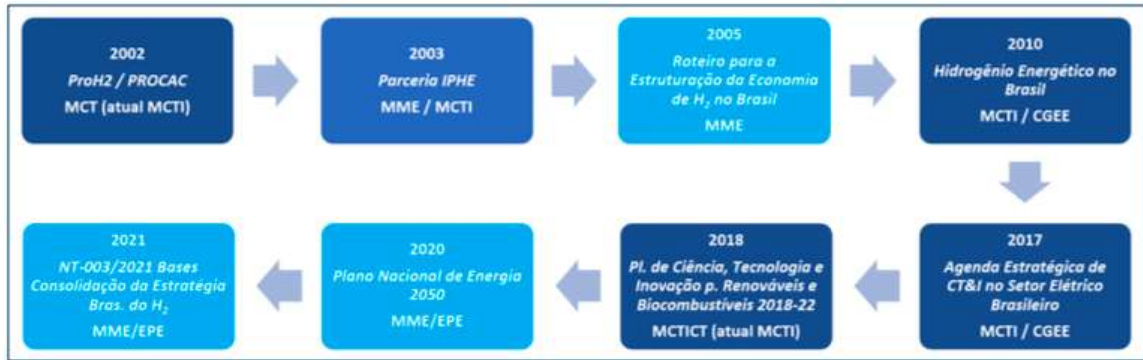 2002
ProH2 / PROCAC
MCT (atual MCTI)
2003
Parceria IPHE
MME / MCTI
2005
Roteiro para a
Estruturação da Economia
de H₂ no Brasil
MME
2010
Hidrogênio Energético no
Brasil
MCTI / CGEE
2017
Agenda Estratégica de
CT&I no Setor Elétrico
Brasileiro
MCTI / CGEE
2018
Pl. de Ciência, Tecnologia e
Inovação p. Renováveis e
Biocombustíveis 2018-22
MCTICT (atual MCTI)
2020
Plano Nacional de Energia
2050
MME/EPE
2021
NT-003/2021 Bases
Consolidação da Estratégia
Bras. do H₂
MME/EPE